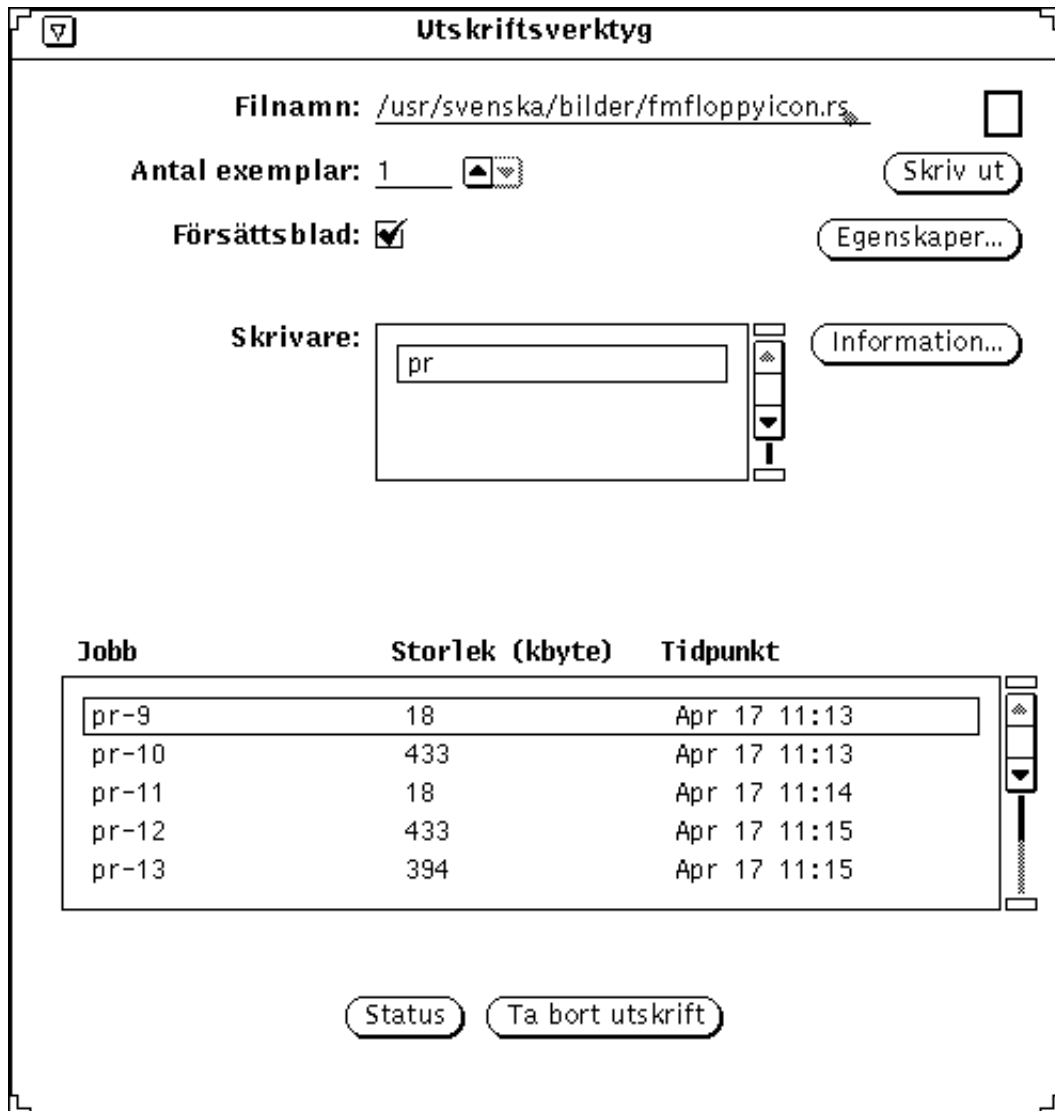 Utskriftsverktyg
Filnamn: /usr/svenska/bilder/fmfloppyicon.rs
Antal exemplar: 1
Skriv ut
Försättsblad:
Egenskaper...
Skrivare:
pr
Information...
Jobb Storlek (kbyte) Tidpunkt
pr-9 18 Apr 17 11:13
pr-10 433 Apr 17 11:13
pr-11 18 Apr 17 11:14
pr-12 433 Apr 17 11:15
pr-13 394 Apr 17 11:15
Status Ta bort utskrift